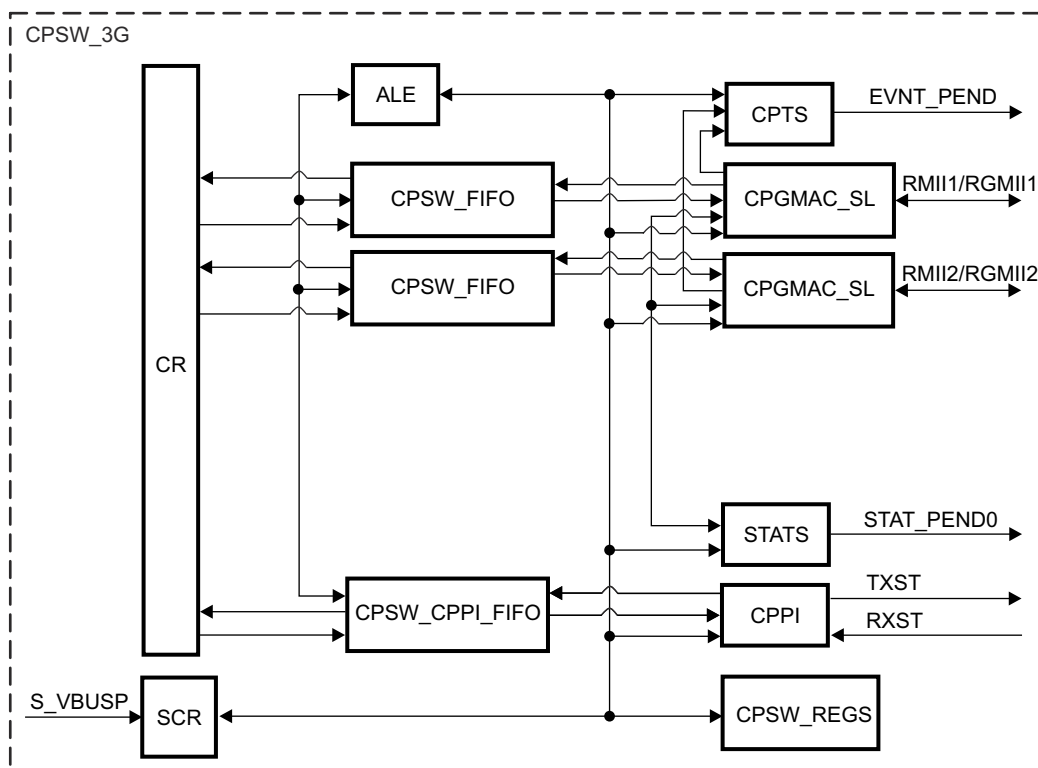 CPSW_3G
ALE
CPTS
EVNT_PEND
CPSW_FIFO
CPGMAC_SL
RMII1/RGMII1
CPSW_FIFO
CPGMAC_SL
RMII2/RGMII2
CR
STATS
STAT_PEND0
CPSW_CPPI_FIFO
CPPI
TXST
RXST
S_VBUSP
SCR
CPSW_REGS